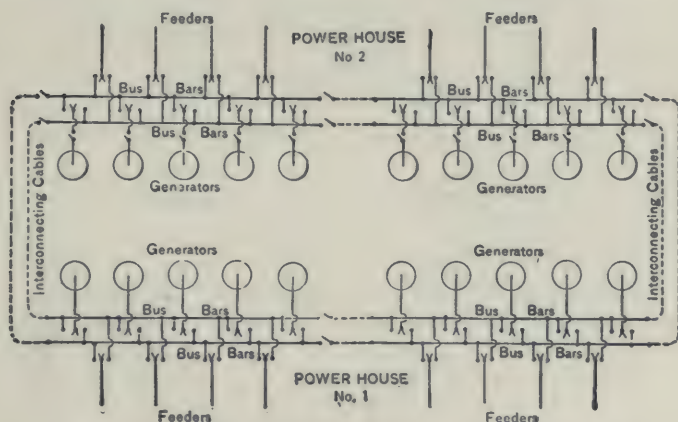 Feeders
Feeders
POWER HOUSE
No 2
Bus Bars
Bus Bars
Bus Bars
Bus Bars
Generators
Generators
Interconnecting Cables
Interconnecting Cables
Generators
Generators
Bus Bars
Bus Bars
Bus Bars
Bus Bars
POWER HOUSE
No. 1
Feeders
Feeders